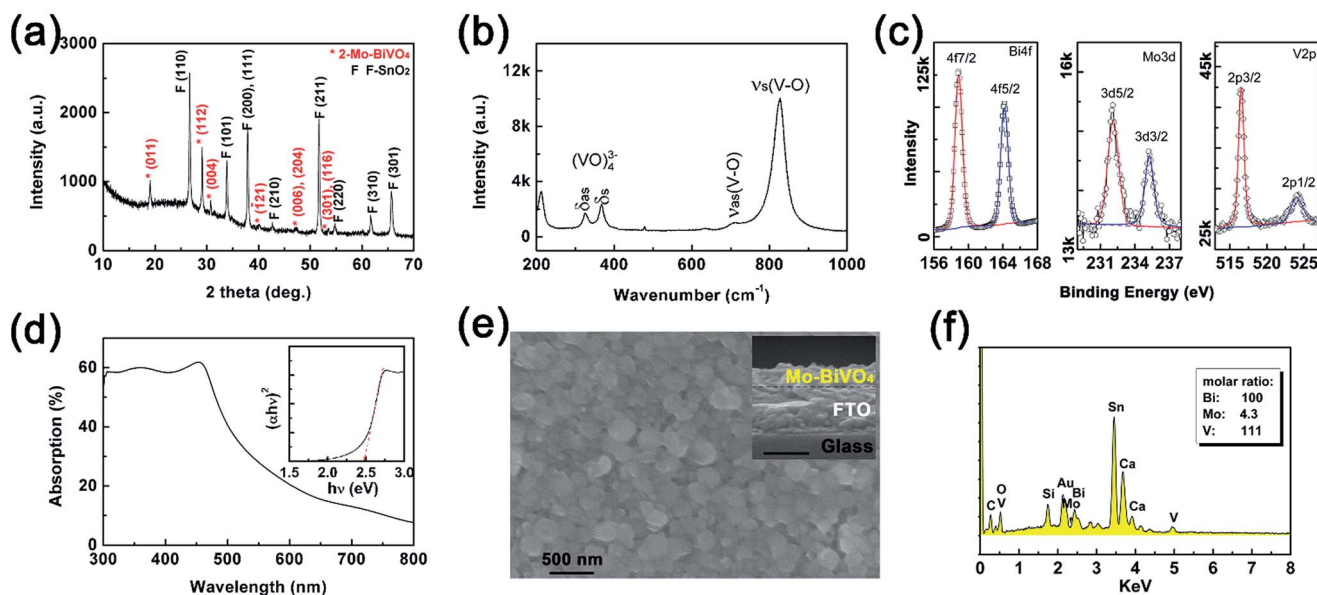 (a)
3000
2000
1000
0
Intensity (a.u.)
* 2-Mo-BiVO₄
F F-SnO₂
* (011)
F (110)
* (112)
* (004)
F (101)
F (200), (111)
* (121)
F (210)
* (006), (204)
F (211)
* (301), (116)
F (220)
F (310)
F (301)
10 20 30 40 50 60 70
2 theta (deg.)
(b)
12k
8k
4k
0
Intensity (a.u.)
(VO)₄³⁻
δas
δs
νas(V-O)
νs(V-O)
200 400 600 800 1000
Wavenumber (cm⁻¹)
(c)
Intensity
125k
0
Bi4f
4f7/2
4f5/2
156 160 164 168
16k
13k
Mo3d
3d5/2
3d3/2
231 234 237
45k
25k
V2p
2p3/2
2p1/2
515 520 525
Binding Energy (eV)
(d)
80
60
40
20
0
Absorption (%)
(αhν)²
1.5 2.0 2.5 3.0
hν (eV)
300 400 500 600 700 800
Wavelength (nm)
(e)
Mo-BiVO₄
FTO
Glass
500 nm
(f)
molar ratio:
Bi: 100
Mo: 4.3
V: 111
C
O
V
Si
Au
Mo
Bi
Sn
Ca
Ca
V
0 1 2 3 4 5 6 7 8
KeV